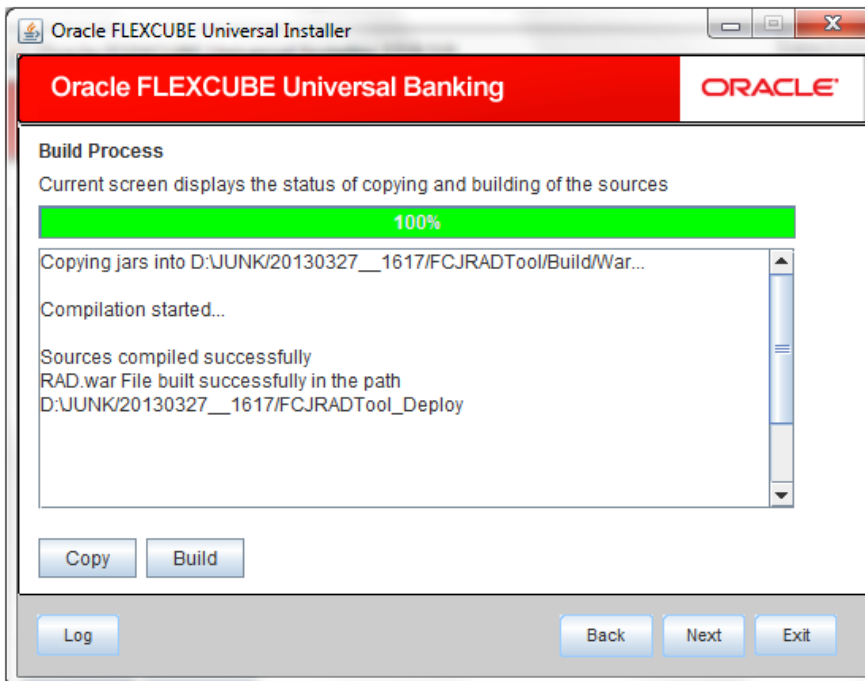 Oracle FLEXCUBE Universal Installer
Oracle FLEXCUBE Universal Banking
ORACLE
Build Process
Current screen displays the status of copying and building of the sources
100%
Copying jars into D:\JUNK/20130327__1617/FCJRADTool/Build/War...
Compilation started...
Sources compiled successfully
RAD.war File built successfully in the path
D:\JUNK/20130327__1617/FCJRADTool_Deploy
Copy Build
Log Back Next Exit